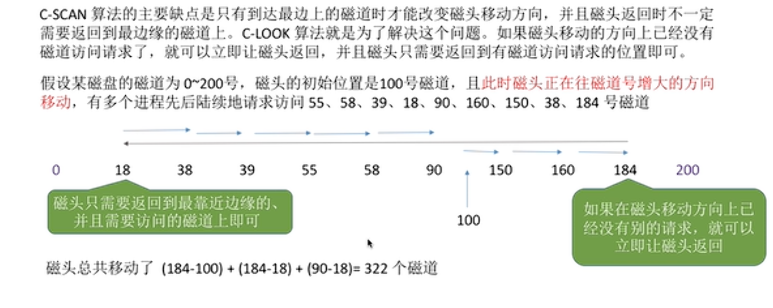 C-SCAN 算法的主要缺点是只有到达最边上的磁道时才能改变磁头移动方向，并且磁头返回时不一定
需要返回到最边缘的磁道上。C-LOOK 算法就是为了解决这个问题。如果磁头移动的方向上已经没有
磁道访问请求了，就可以立即让磁头返回，并且磁头只需要返回到有磁道访问请求的位置即可。
假设某磁盘的磁道为 0~200号，磁头的初始位置是100号磁道，且此时磁头正在往磁道号增大的方向
移动，有多个进程先后陆续地请求访问 55、58、39、18、90、160、150、38、184 号磁道
0 18 38 39 55 58 90 150 160 184 200
100
磁头只需要返回到最靠近边缘的、
并且需要访问的磁道上即可
如果在磁头移动方向上已
经没有别的请求，就可以
立即让磁头返回
磁头总共移动了 (184-100) + (184-18) + (90-18)= 322 个磁道